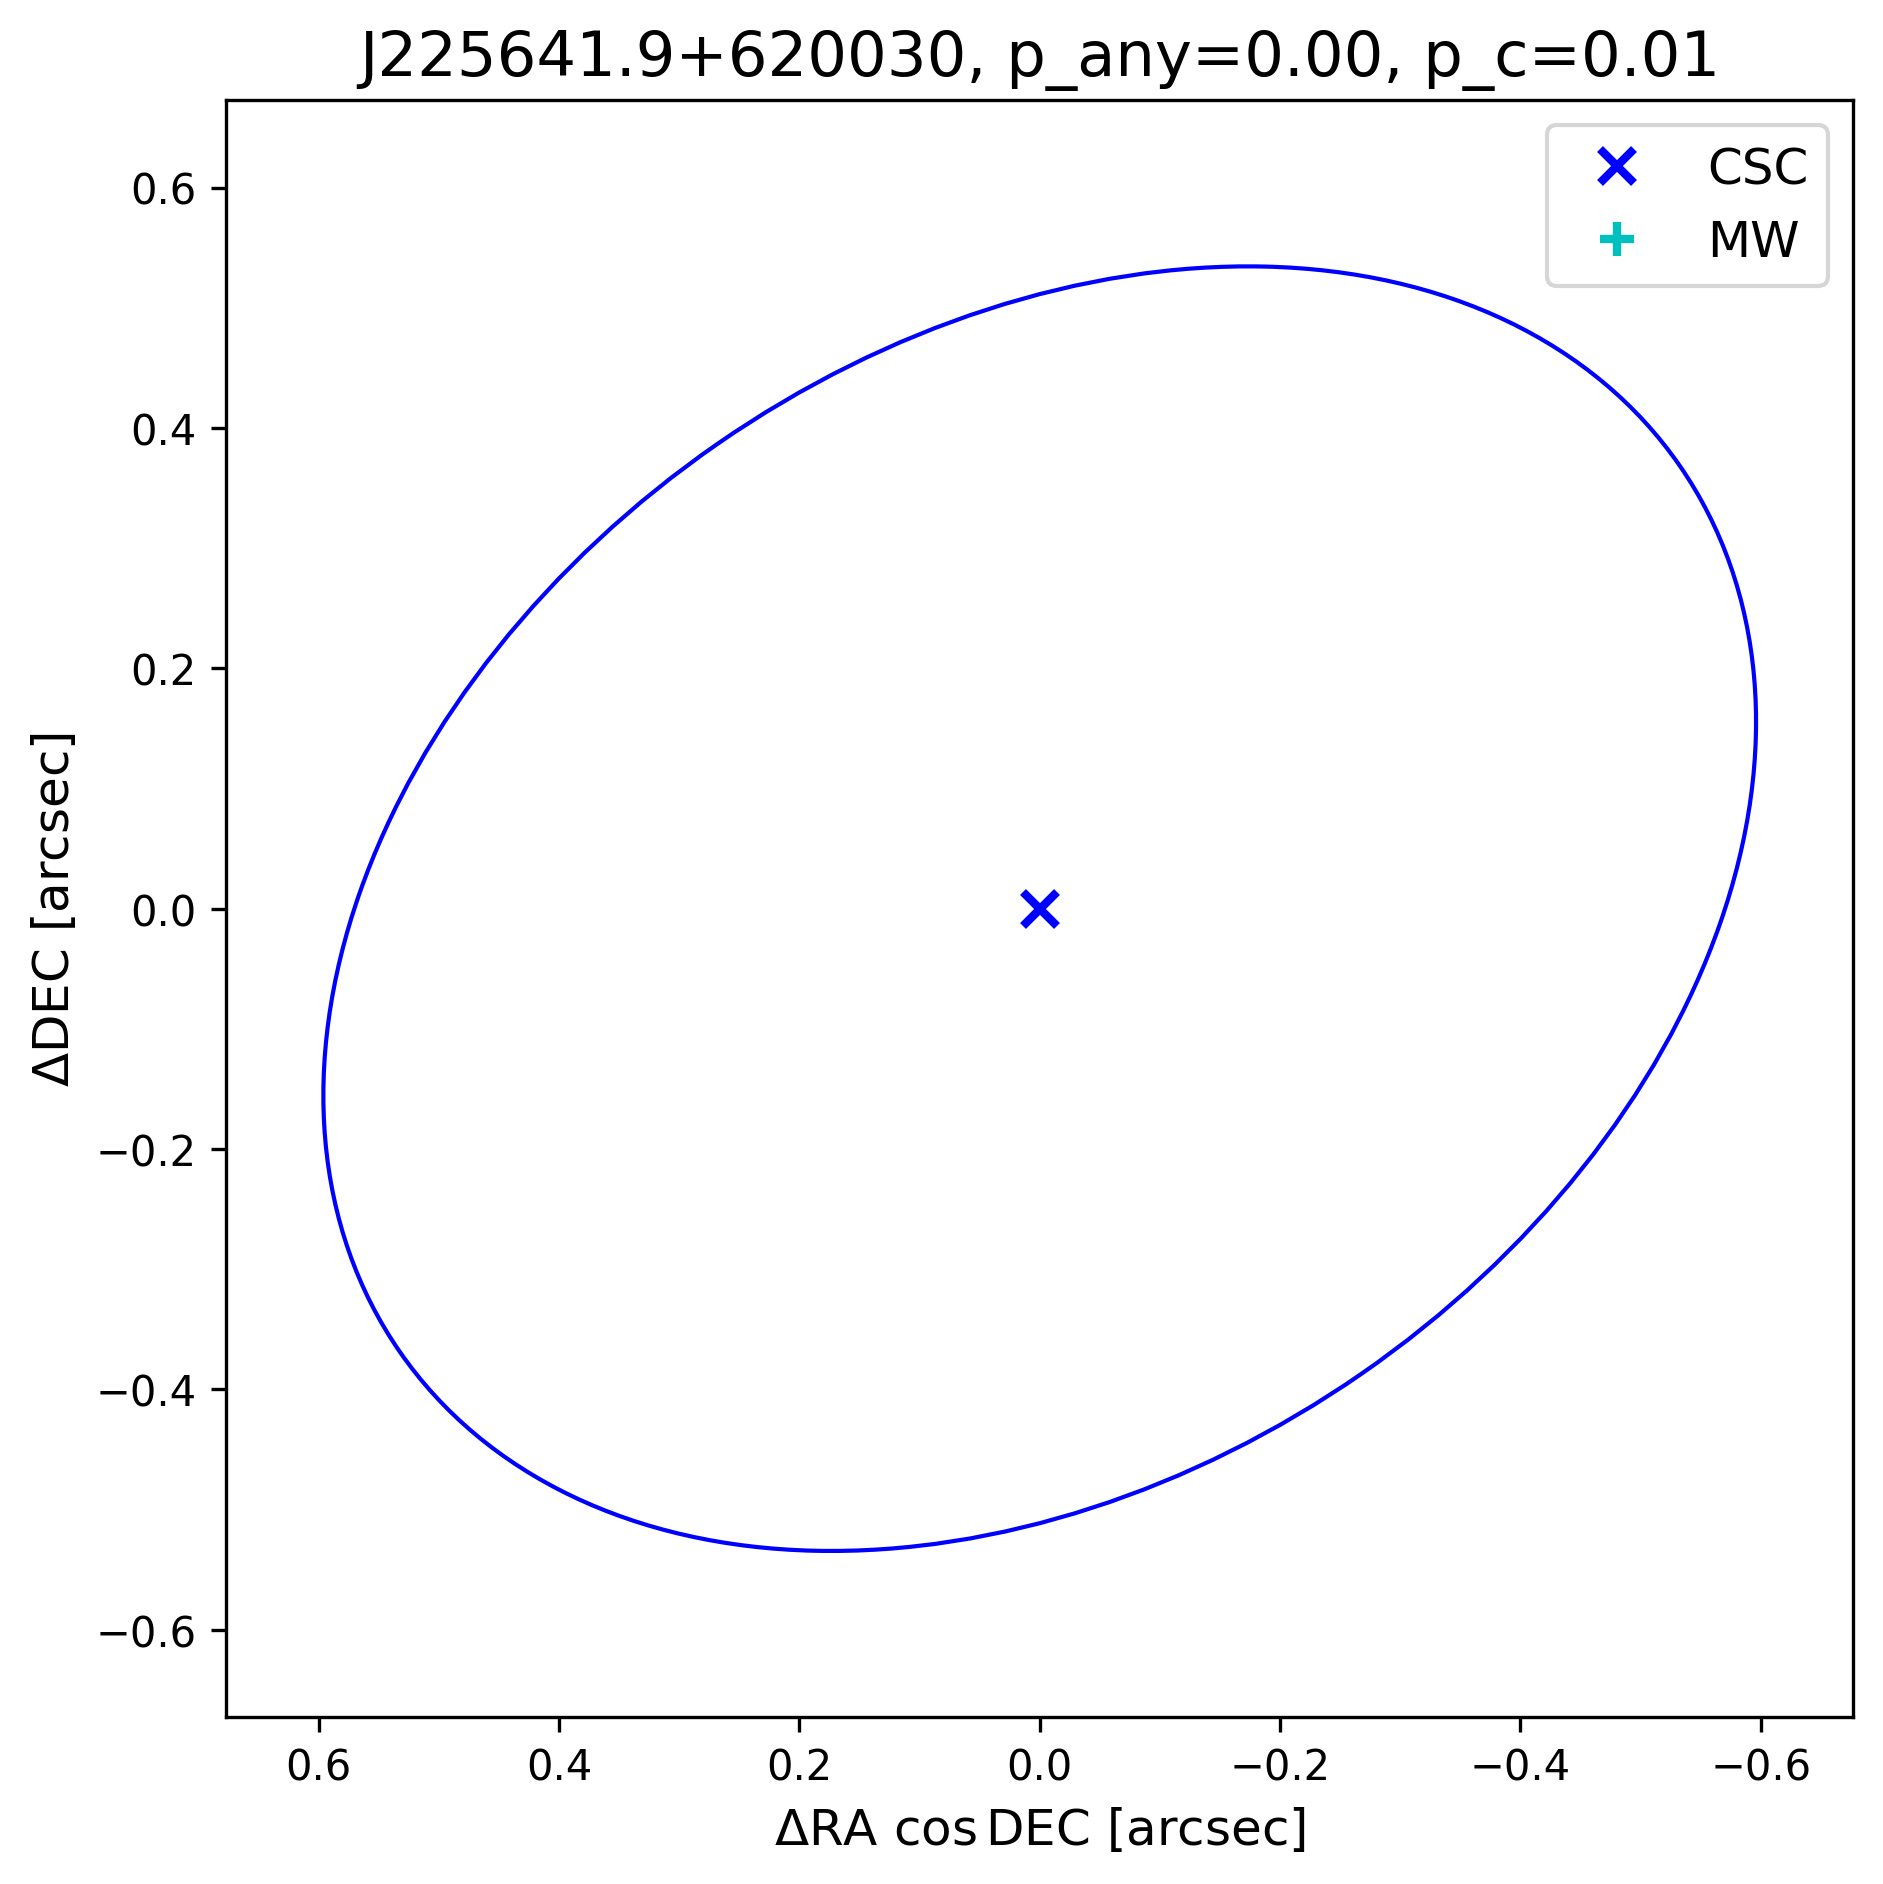 J225641.9+620030, p_any=0.00, p_c=0.01
CSC
MW
0.6
0.4
0.2
0.0
−0.2
−0.4
−0.6
ΔDEC [arcsec]
0.6 0.4 0.2 0.0 −0.2 −0.4 −0.6
ΔRA cos DEC [arcsec]